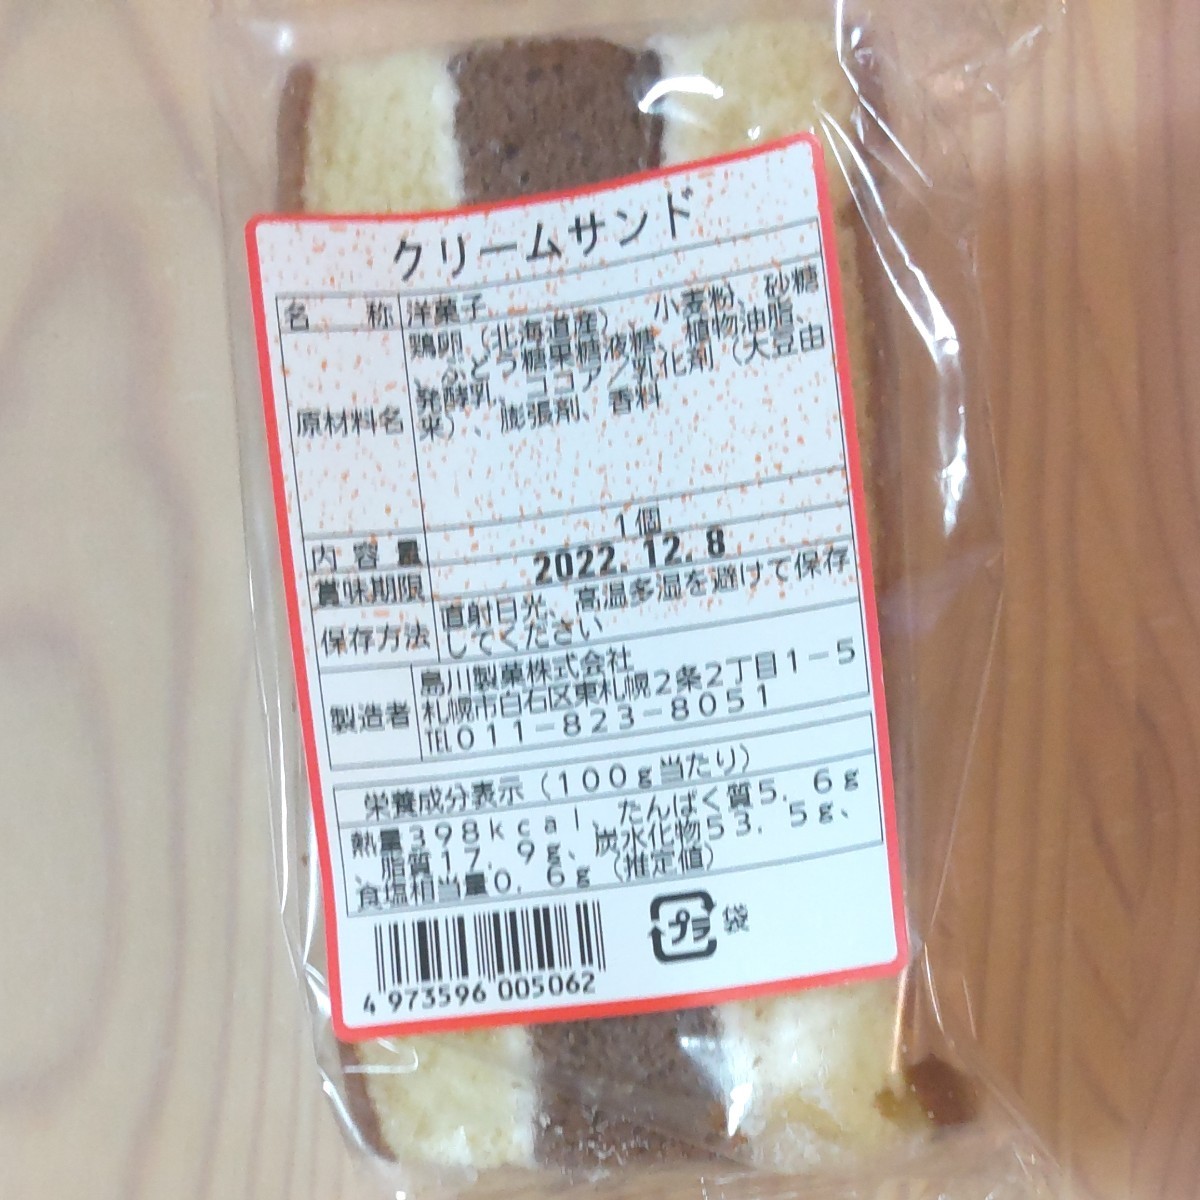 クリームサンド
名称 洋菓子
原材料名 鶏卵（北海道産）、小麦粉、砂糖
、ぶどう糖果糖液糖、植物油脂、
発酵乳、ココア／乳化剤（大豆由
来）、膨張剤、香料
内容量 1個
賞味期限 2022.12.8
保存方法 直射日光、高温多湿を避けて保存
してください
製造者 島川製菓株式会社
札幌市白石区東札幌2条2丁目1－5
℡011－823－8051
栄養成分表示（100g当たり）
熱量398kcal、たんぱく質5.6g
、脂質17.9g、炭水化物53.5g、
食塩相当量0.6g（推定値）
プラ 袋
4 973596 005062